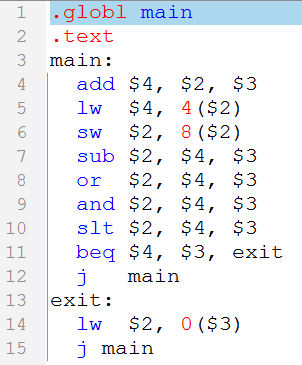 1 .globl main
2 .text
3 main:
4 add $4, $2, $3
5 lw $4, 4($2)
6 sw $2, 8($2)
7 sub $2, $4, $3
8 or $2, $4, $3
9 and $2, $4, $3
10 slt $2, $4, $3
11 beq $4, $3, exit
12 j main
13 exit:
14 lw $2, 0($3)
15 j main